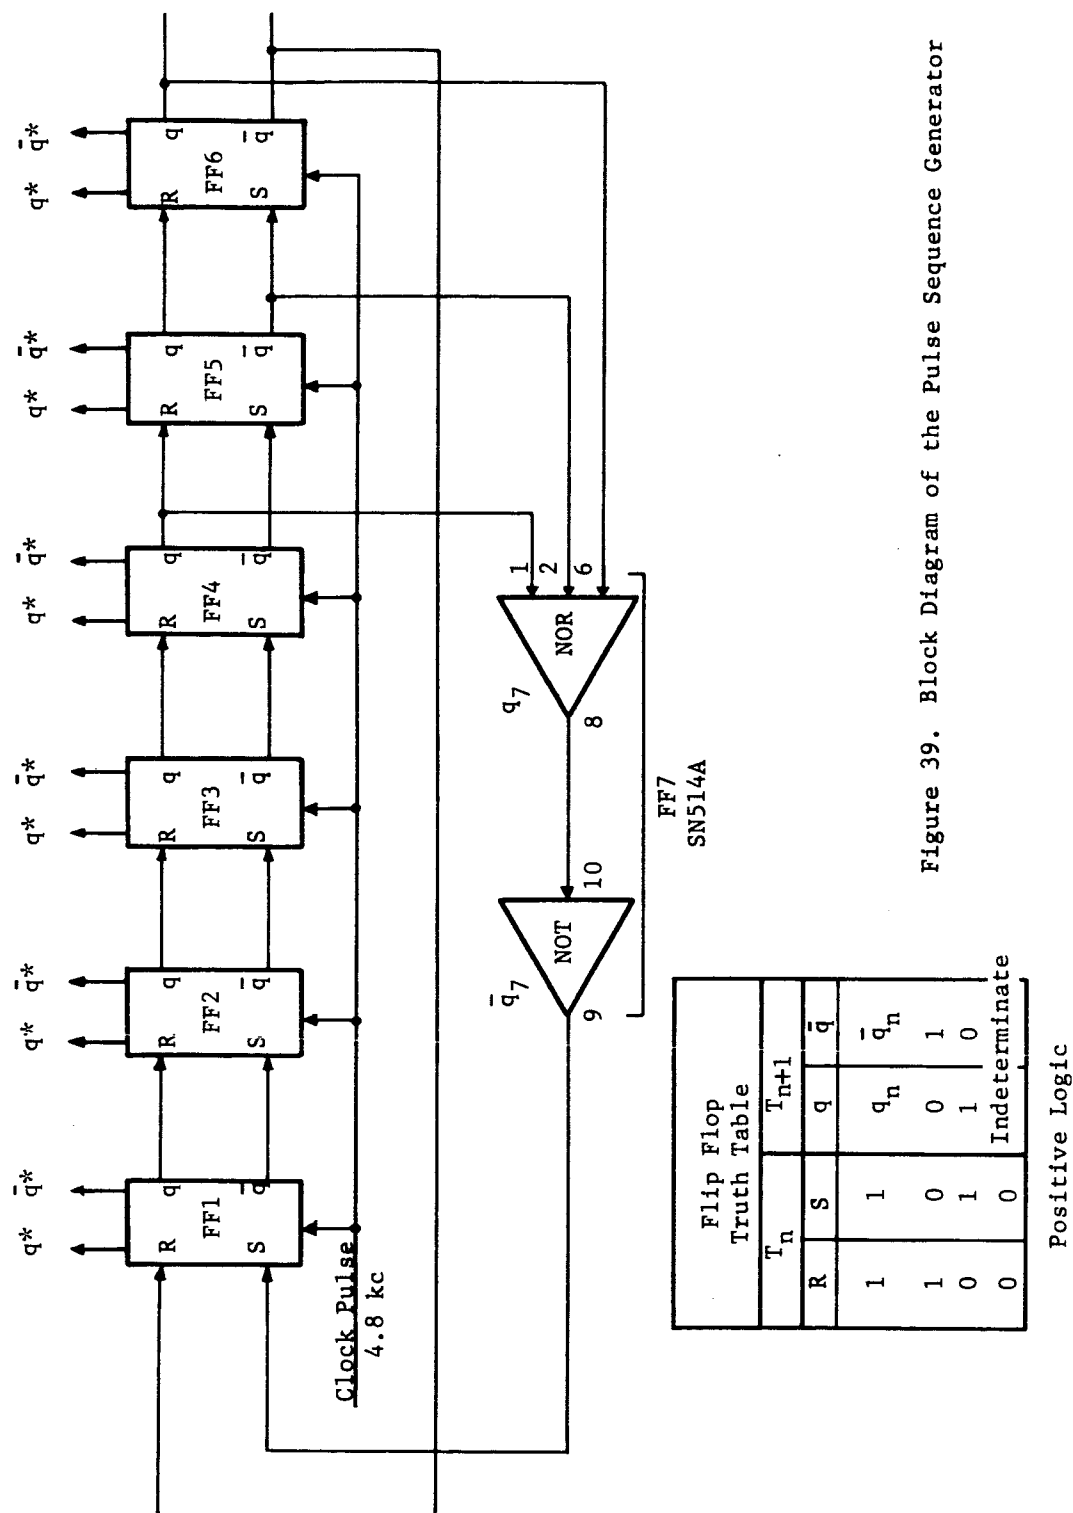 q* q̄* q* q̄* q* q̄* q* q̄* q* q̄* q* q̄*
R q R q R q R q R q R q
FF1 FF2 FF3 FF4 FF5 FF6
S q̄ S q̄ S q̄ S q̄ S q̄ S q̄
Clock Pulse
4.8 kc
q̄7 q7
9 NOT 10 8 NOR 1 2 6
FF7
SN514A
Flip Flop
Truth Table
Tn Tn+1
R S q q̄
1 1 qn q̄n
1 0 0 1
0 1 1 0
0 0 Indeterminate
Positive Logic
Figure 39. Block Diagram of the Pulse Sequence Generator